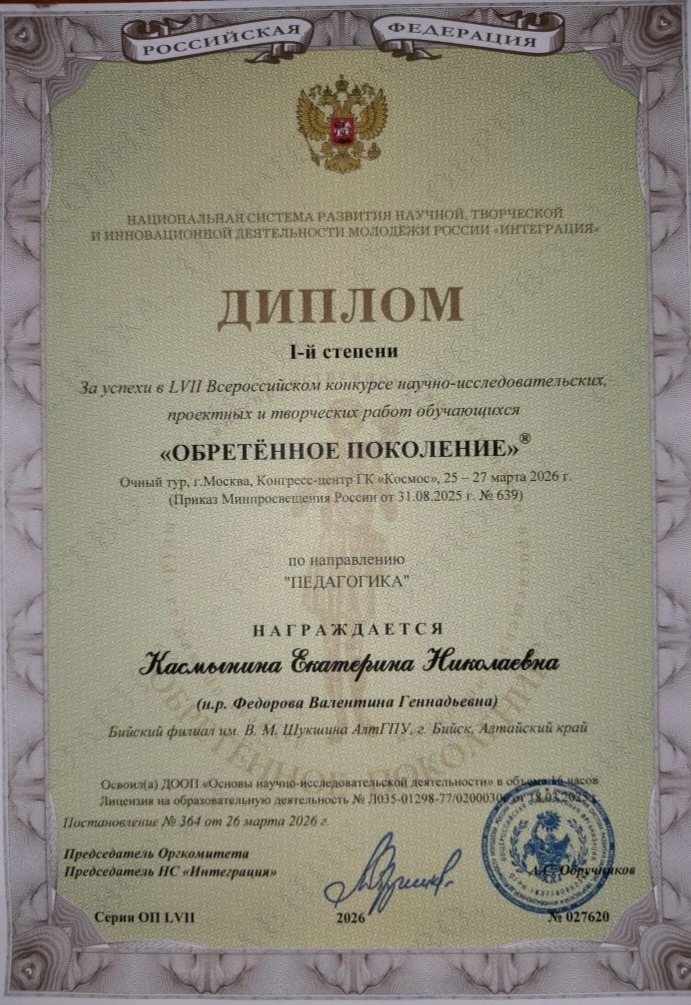 РОССИЙСКАЯ ФЕДЕРАЦИЯ
НАЦИОНАЛЬНАЯ СИСТЕМА РАЗВИТИЯ НАУЧНОЙ, ТВОРЧЕСКОЙ
И ИННОВАЦИОННОЙ ДЕЯТЕЛЬНОСТИ МОЛОДЁЖИ РОССИИ «ИНТЕГРАЦИЯ»
ДИПЛОМ
I-й степени
За успехи в LVII Всероссийском конкурсе научно-исследовательских,
проектных и творческих работ обучающихся
«ОБРЕТЁННОЕ ПОКОЛЕНИЕ»®
Очный тур, г.Москва, Конгресс-центр ГК «Космос», 25 – 27 марта 2026 г.
(Приказ Минпросвещения России от 31.08.2025 г. № 639)
по направлению
"ПЕДАГОГИКА"
НАГРАЖДАЕТСЯ
Касмынина Екатерина Николаевна
(н.р. Федорова Валентина Геннадьевна)
Бийский филиал им. В. М. Шукшина АлтГПУ, г. Бийск, Алтайский край
Освоил(а) ДООП «Основы научно-исследовательской деятельности» в объеме 16 часов
Лицензия на образовательную деятельность №
Постановление № 364 от 26 марта 2026 г.
Председатель Оргкомитета
Председатель НС «Интеграция» А.С. Обручников
Серия ОП LVII 2026 № 027620